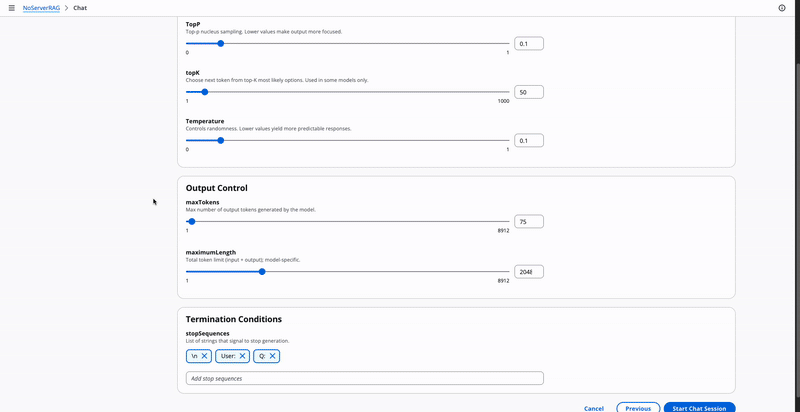 NoServerRAG > Chat
TopP
Top-p nucleus sampling. Lower values make output more focused.
0.1
0 1
topK
Choose next token from top-K most likely options. Used in some models only.
50
1 1000
Temperature
Controls randomness. Lower values yield more predictable responses.
0.1
0 1
Output Control
maxTokens
Max number of output tokens generated by the model.
75
1 8912
maximumLength
Total token limit (input + output); model-specific.
2048
1 8912
Termination Conditions
stopSequences
List of strings that signal to stop generation.
\n User: Q:
Add stop sequences
Cancel Previous Start Chat Session